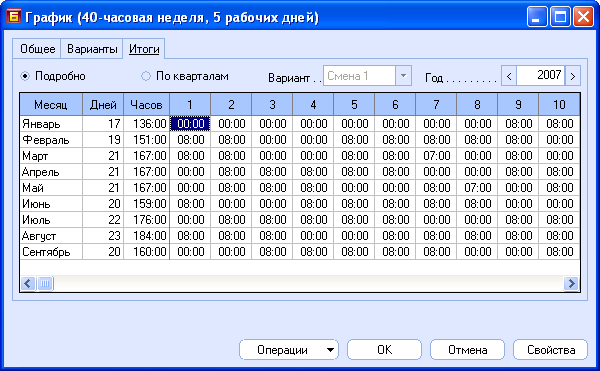 График (40-часовая неделя, 5 рабочих дней)
Общее Варианты Итоги
Подробно По кварталам Вариант . . Смена 1 Год . . . . . . . . . 2007
Месяц Дней Часов 1 2 3 4 5 6 7 8 9 10
Январь 17 136:00 00:00 00:00 00:00 00:00 00:00 00:00 00:00 00:00 08:00 08:00
Февраль 19 151:00 08:00 08:00 00:00 00:00 08:00 08:00 08:00 08:00 08:00 00:00
Март 21 167:00 08:00 08:00 00:00 00:00 08:00 08:00 07:00 00:00 08:00 00:00
Апрель 21 167:00 00:00 08:00 08:00 08:00 08:00 08:00 00:00 00:00 08:00 08:00
Май 21 167:00 00:00 08:00 08:00 08:00 00:00 00:00 08:00 07:00 00:00 08:00
Июнь 20 159:00 08:00 00:00 00:00 08:00 08:00 08:00 08:00 08:00 00:00 00:00
Июль 22 176:00 00:00 08:00 08:00 08:00 08:00 08:00 00:00 00:00 08:00 08:00
Август 23 184:00 08:00 08:00 08:00 00:00 00:00 08:00 08:00 08:00 08:00 08:00
Сентябрь 20 160:00 00:00 00:00 08:00 08:00 08:00 08:00 08:00 00:00 00:00 08:00
Операции OK Отмена Свойства